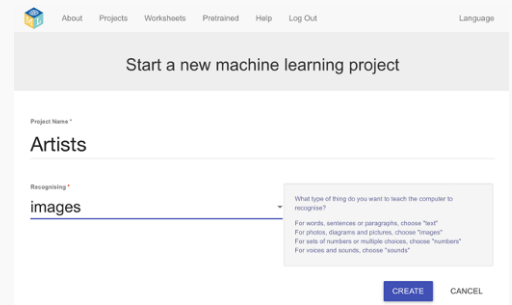 About Projects Worksheets Pretrained Help Log Out Language
Start a new machine learning project
Project Name *
Artists
Recognising *
images
What type of thing do you want to teach the computer to
recognise?
For words, sentences or paragraphs, choose "text"
For photos, diagrams and pictures, choose "images"
For sets of numbers or multiple choices, choose "numbers"
For voices and sounds, choose "sounds"
CREATE CANCEL